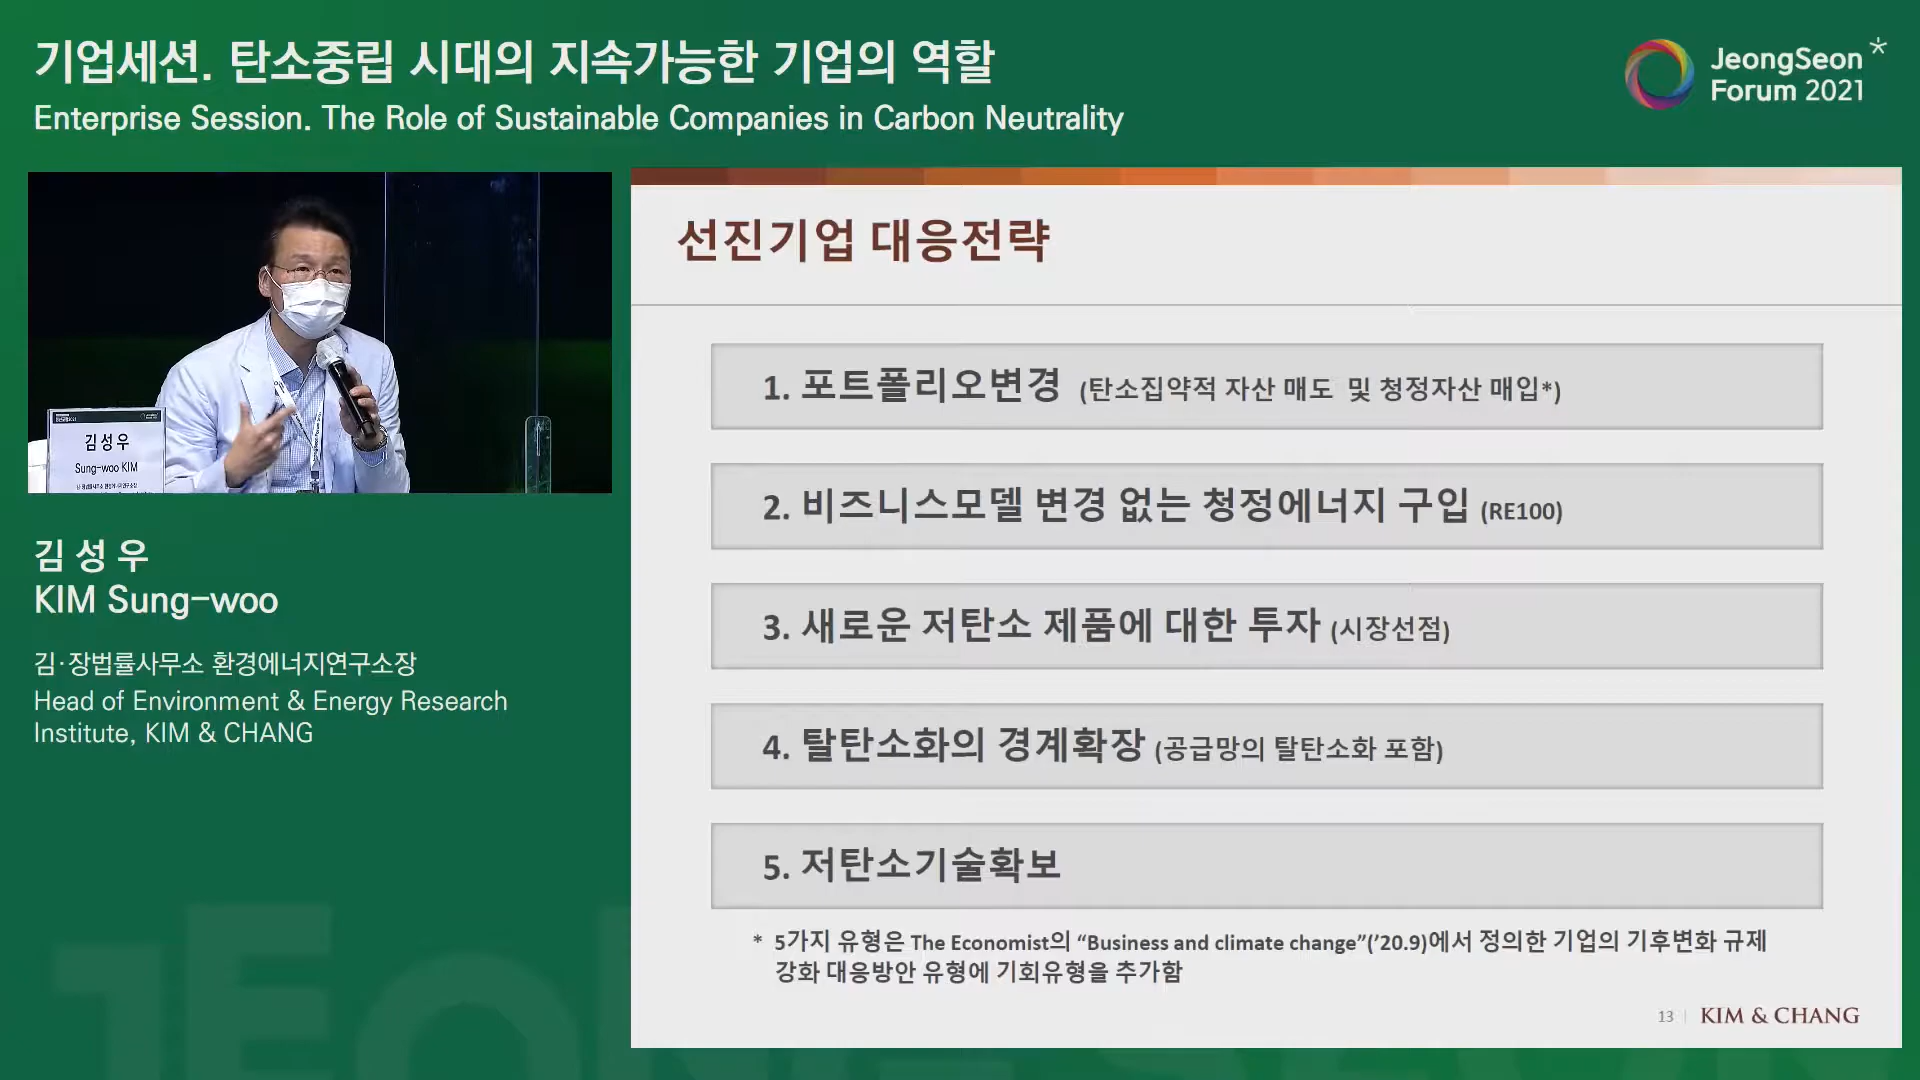 기업세션. 탄소중립 시대의 지속가능한 기업의 역할
Enterprise Session. The Role of Sustainable Companies in Carbon Neutrality
JeongSeon*
Forum 2021
김성우
Sung-woo KIM
김 성 우
KIM Sung-woo
김·장법률사무소 환경에너지연구소장
Head of Environment & Energy Research
Institute, KIM & CHANG
선진기업 대응전략
1. 포트폴리오변경 (탄소집약적 자산 매도 및 청정자산 매입*)
2. 비즈니스모델 변경 없는 청정에너지 구입 (RE100)
3. 새로운 저탄소 제품에 대한 투자 (시장선점)
4. 탈탄소화의 경계확장 (공급망의 탈탄소화 포함)
5. 저탄소기술확보
* 5가지 유형은 The Economist의 “Business and climate change”(’20.9)에서 정의한 기업의 기후변화 규제
강화 대응방안 유형에 기회유형을 추가함
13 | KIM & CHANG